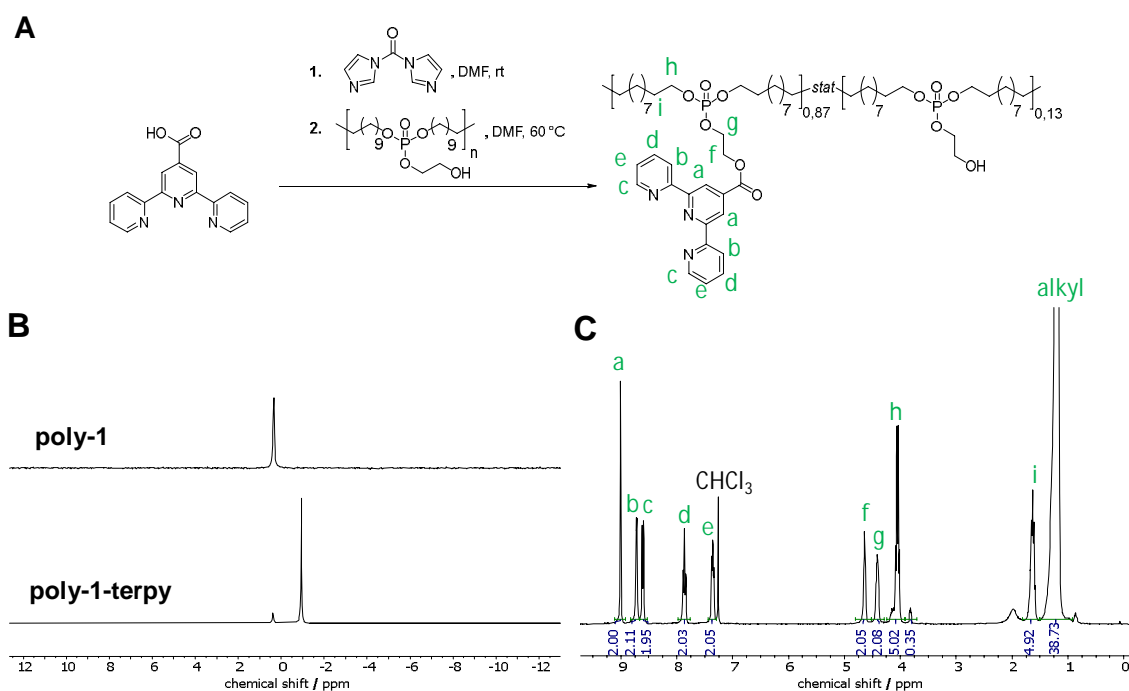 A
1.
O
N
N
N
N
, DMF, rt
2.
9
O
O
P
O
O
9
n
OH
, DMF, 60 °C
HO
O
N
N
N
h
7
i
O
O
P
O
O
7
0,87
stat
7
O
O
P
O
O
7
0,13
OH
g
f
O
O
d
e
b
c
a
N
N
a
N
b
c
d
e
B
poly-1
poly-1-terpy
12 10 8 6 4 2 0 -2 -4 -6 -8 -10 -12
chemical shift / ppm
C
a
b
c
d
e
CHCl3
f
g
h
i
alkyl
2.00
2.11
1.95
2.03
2.05
2.05
2.08
5.02
0.35
4.92
38.73
9 8 7 6 5 4 3 2 1 0
chemical shift / ppm